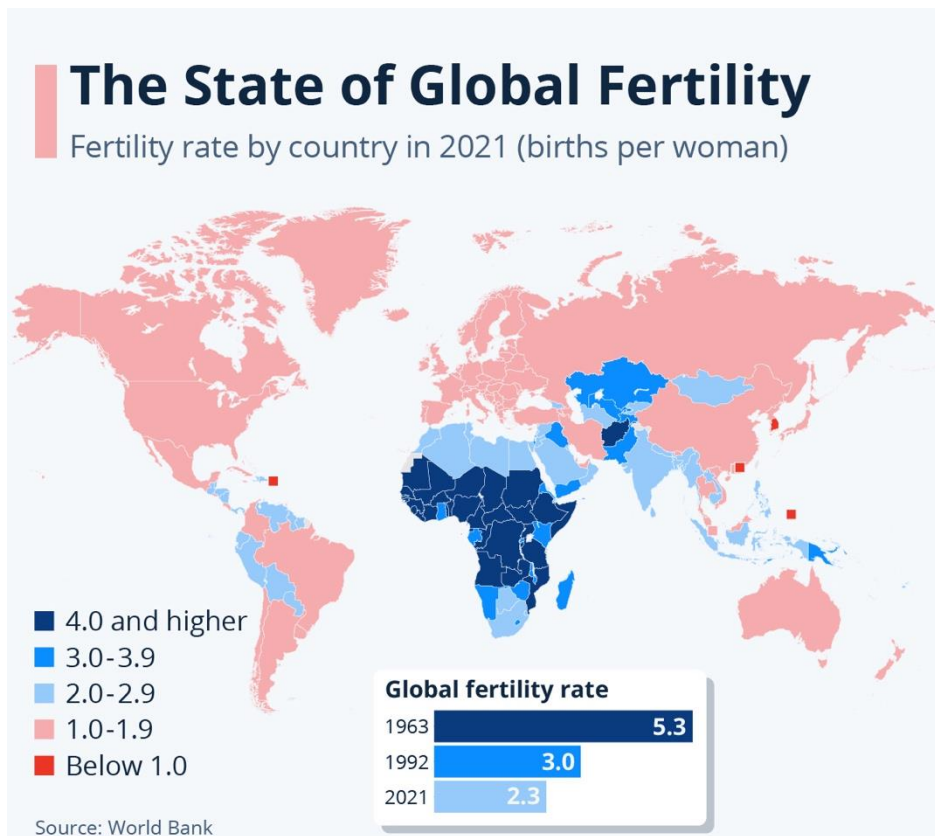 The State of Global Fertility
Fertility rate by country in 2021 (births per woman)
4.0 and higher
3.0-3.9
2.0-2.9
1.0-1.9
Below 1.0
Global fertility rate
1963 5.3
1992 3.0
2021 2.3
Source: World Bank